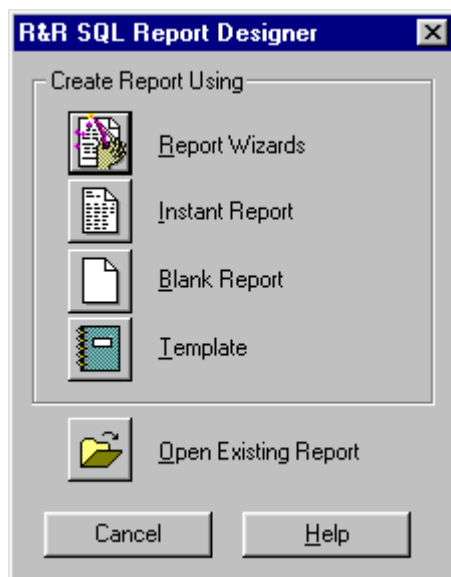 R&R SQL Report Designer
Create Report Using
Report Wizards
Instant Report
Blank Report
Template
Open Existing Report
Cancel
Help